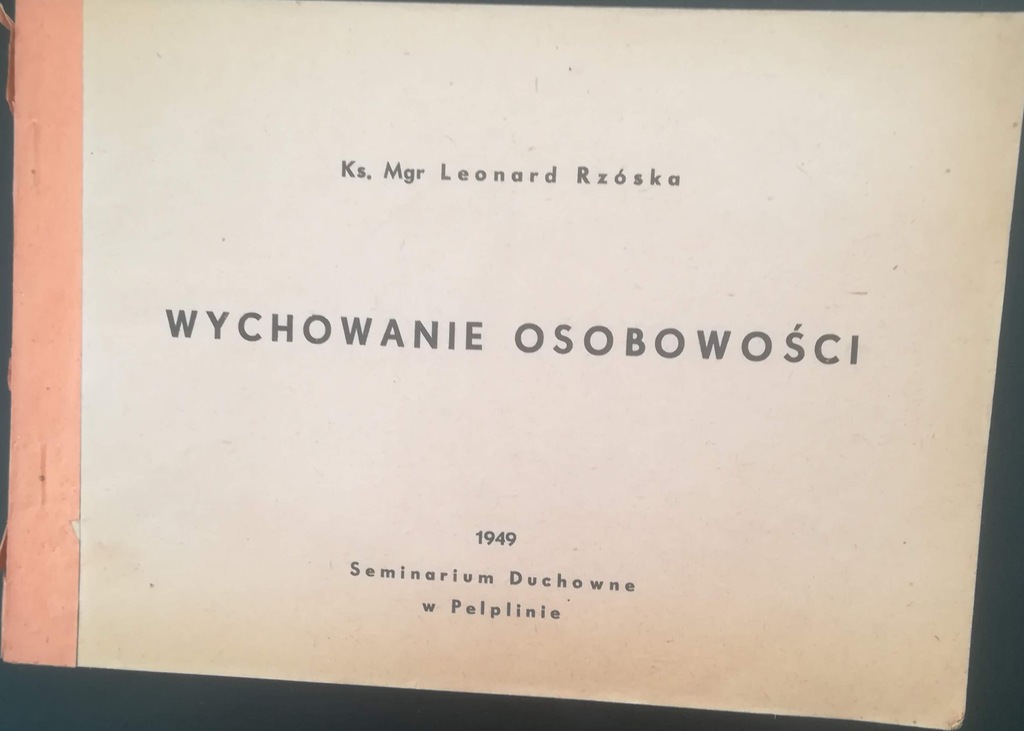 Ks. Mgr Leonard Rzóska
WYCHOWANIE OSOBOWOŚCI
1949
Seminarium Duchowne
w Pelplinie